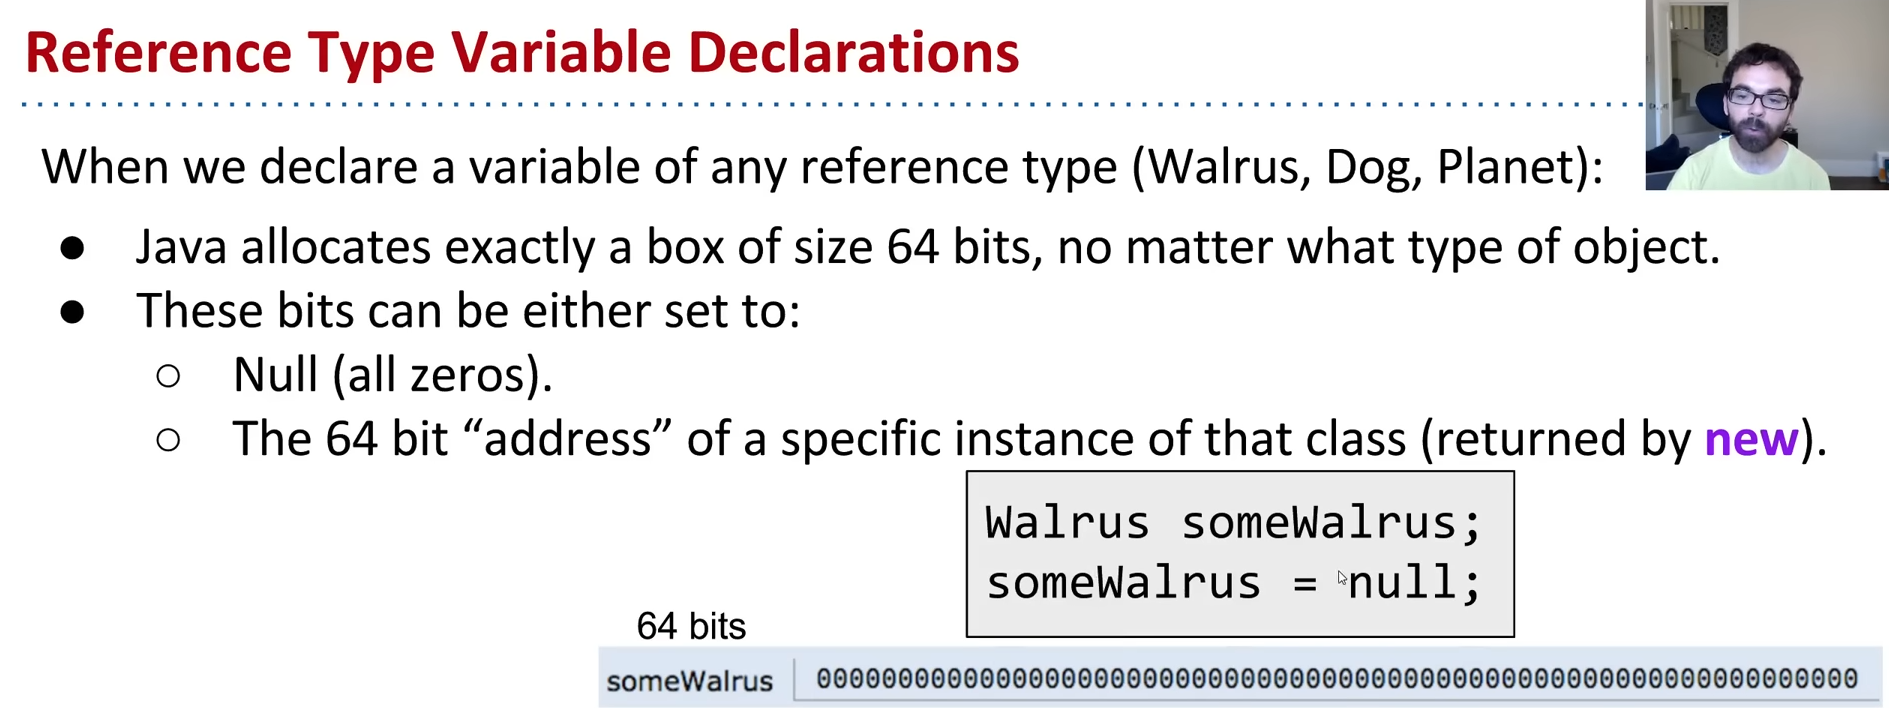 Reference Type Variable Declarations
When we declare a variable of any reference type (Walrus, Dog, Planet):
● Java allocates exactly a box of size 64 bits, no matter what type of object.
● These bits can be either set to:
○ Null (all zeros).
○ The 64 bit “address” of a specific instance of that class (returned by new).
Walrus someWalrus;
someWalrus = null;
64 bits
someWalrus 0000000000000000000000000000000000000000000000000000000000000000